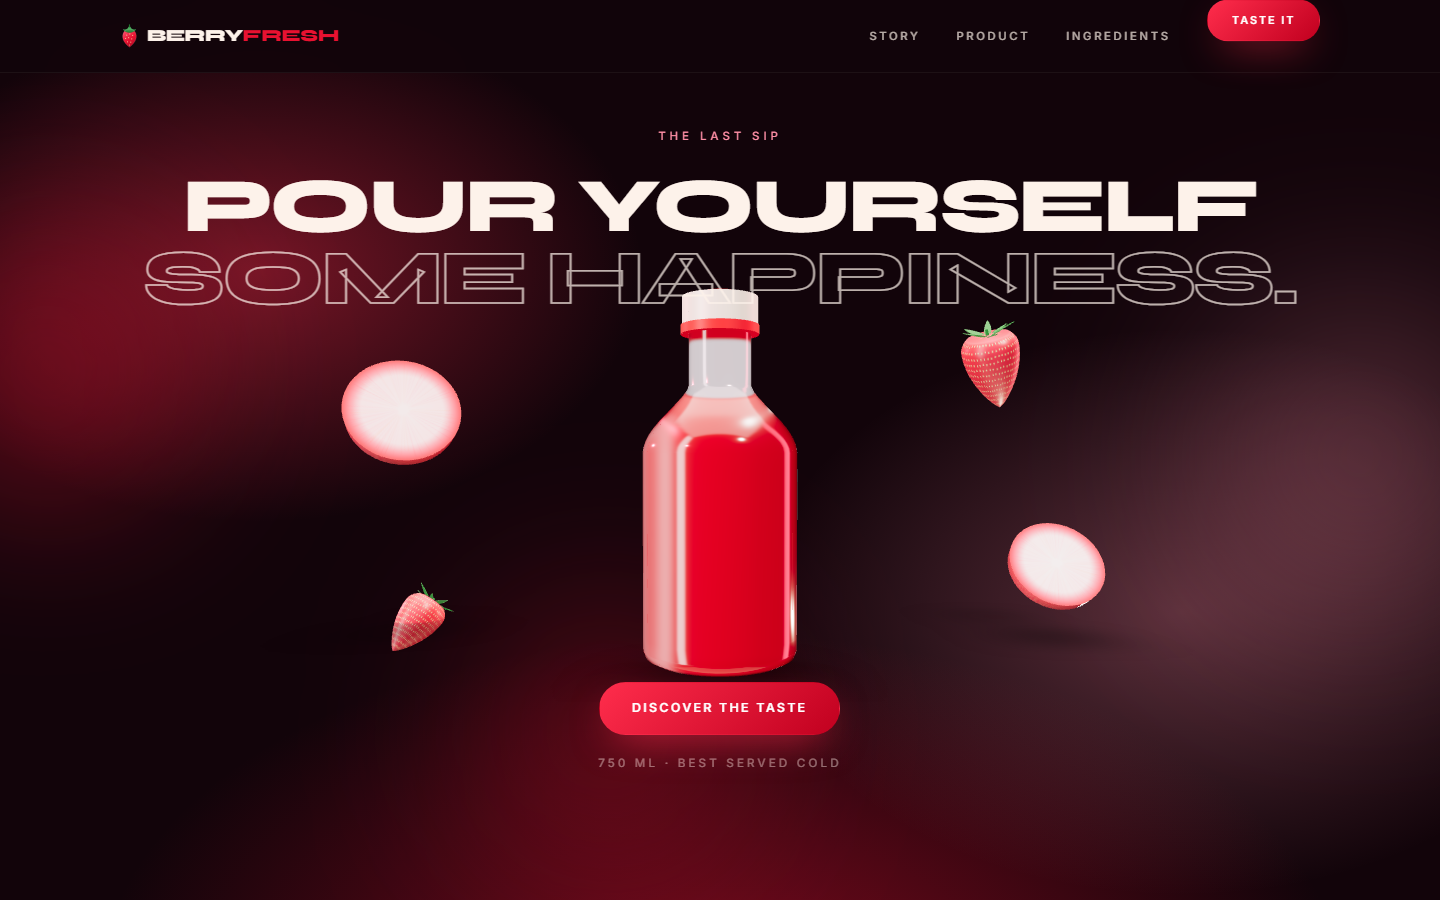 BERRYFRESH
STORY PRODUCT INGREDIENTS TASTE IT
THE LAST SIP
POUR YOURSELF
SOME HAPPINESS.
DISCOVER THE TASTE
750 ML · BEST SERVED COLD